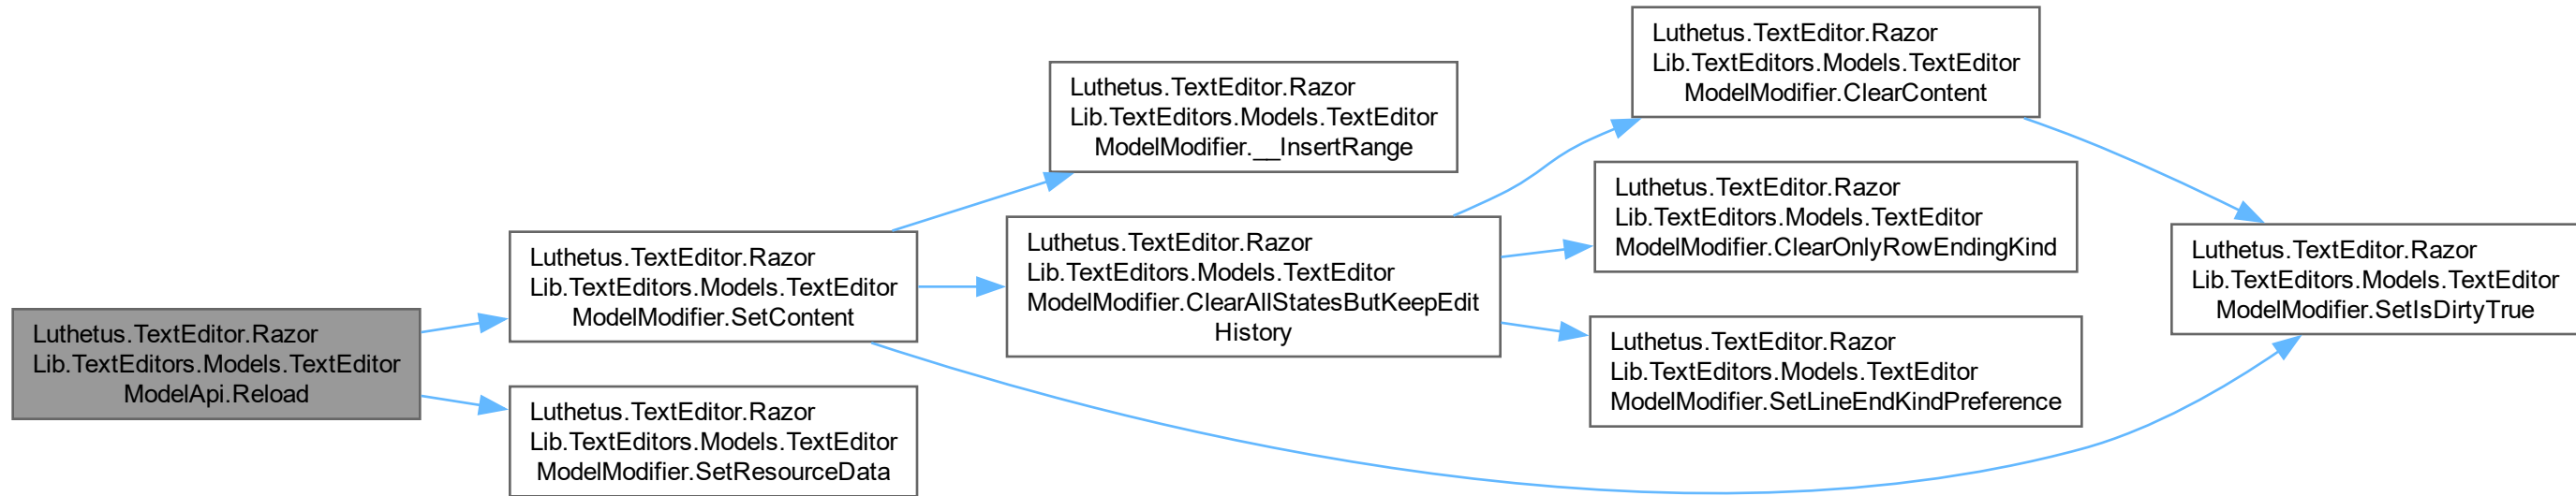 Luthetus.TextEditor.Razor
Lib.TextEditors.Models.TextEditor
ModelApi.Reload
Luthetus.TextEditor.Razor
Lib.TextEditors.Models.TextEditor
ModelModifier.SetContent
Luthetus.TextEditor.Razor
Lib.TextEditors.Models.TextEditor
ModelModifier.SetResourceData
Luthetus.TextEditor.Razor
Lib.TextEditors.Models.TextEditor
ModelModifier.__InsertRange
Luthetus.TextEditor.Razor
Lib.TextEditors.Models.TextEditor
ModelModifier.ClearAllStatesButKeepEdit
History
Luthetus.TextEditor.Razor
Lib.TextEditors.Models.TextEditor
ModelModifier.ClearContent
Luthetus.TextEditor.Razor
Lib.TextEditors.Models.TextEditor
ModelModifier.ClearOnlyRowEndingKind
Luthetus.TextEditor.Razor
Lib.TextEditors.Models.TextEditor
ModelModifier.SetLineEndKindPreference
Luthetus.TextEditor.Razor
Lib.TextEditors.Models.TextEditor
ModelModifier.SetIsDirtyTrue